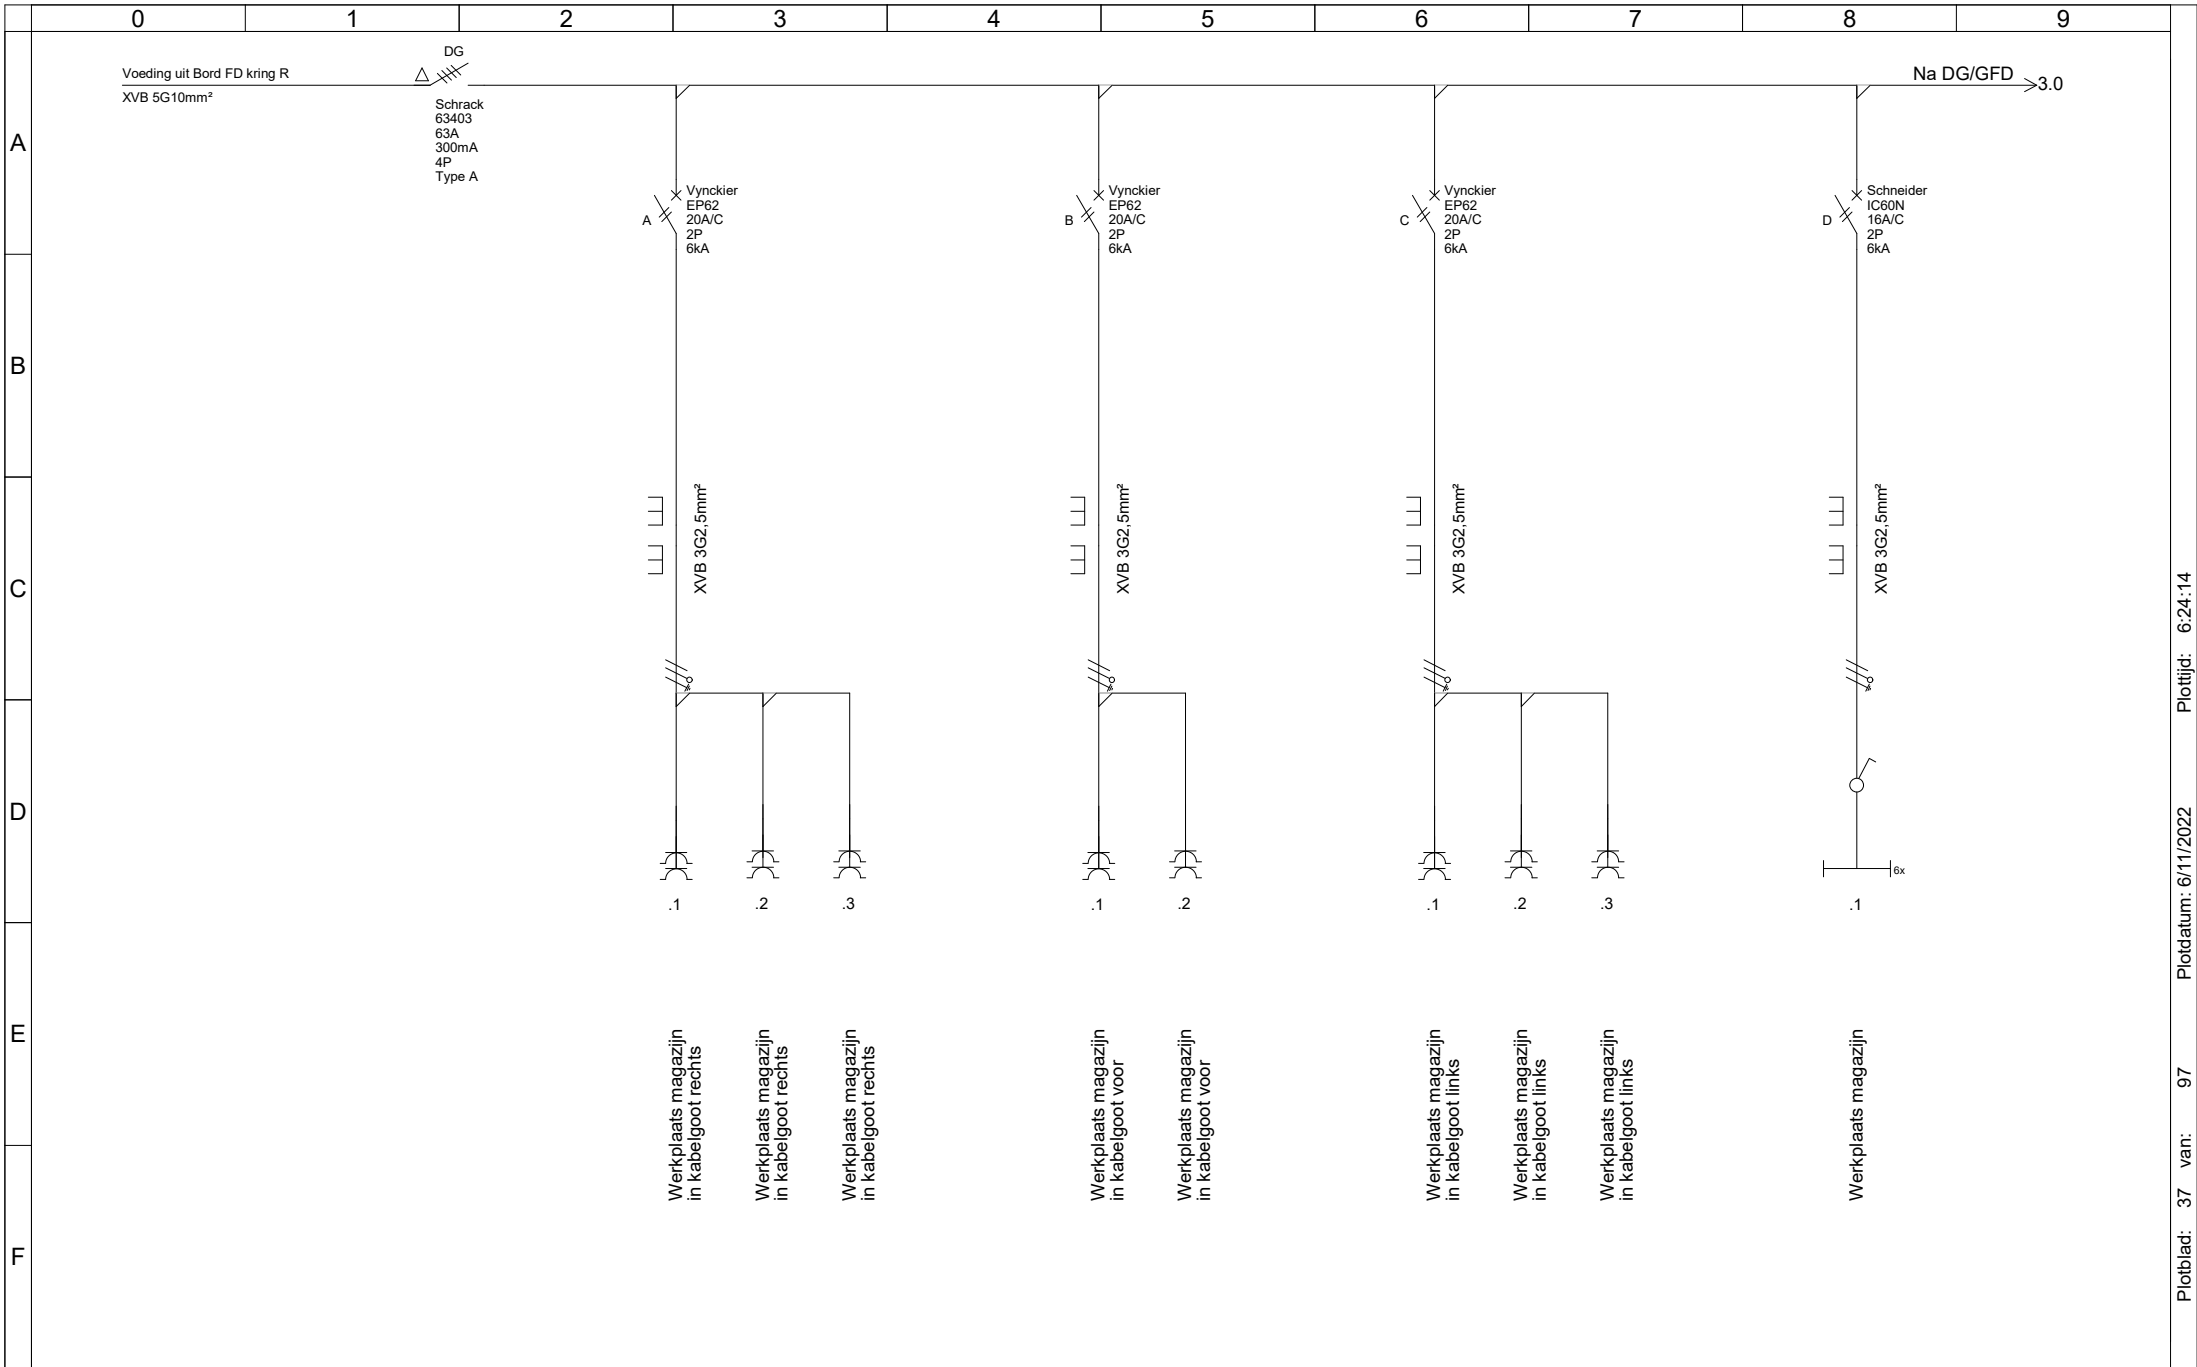 0 1 2 3 4 5 6 7 8 9
DG
Voeding uit Bord FD kring R
XVB 5G10mm²
Na DG/GFD
3.0
Schrack
63403
63A
300mA
4P
Type A
A
B
C
D
E
F
A
Vynckier
EP62
20A/C
2P
6kA
B
Vynckier
EP62
20A/C
2P
6kA
C
Vynckier
EP62
20A/C
2P
6kA
D
Schneider
IC60N
16A/C
2P
6kA
XVB 3G2,5mm²
XVB 3G2,5mm²
XVB 3G2,5mm²
XVB 3G2,5mm²
6x
.1
.2
.3
.1
.2
.1
.2
.3
.1
Werkplaats magazijn
in kabelgoot rechts
Werkplaats magazijn
in kabelgoot rechts
Werkplaats magazijn
in kabelgoot rechts
Werkplaats magazijn
in kabelgoot voor
Werkplaats magazijn
in kabelgoot voor
Werkplaats magazijn
in kabelgoot links
Werkplaats magazijn
in kabelgoot links
Werkplaats magazijn
in kabelgoot links
Werkplaats magazijn
Plotblad: 37 van: 97 Plotdatum: 6/11/2022 Plottijd: 6:24:14